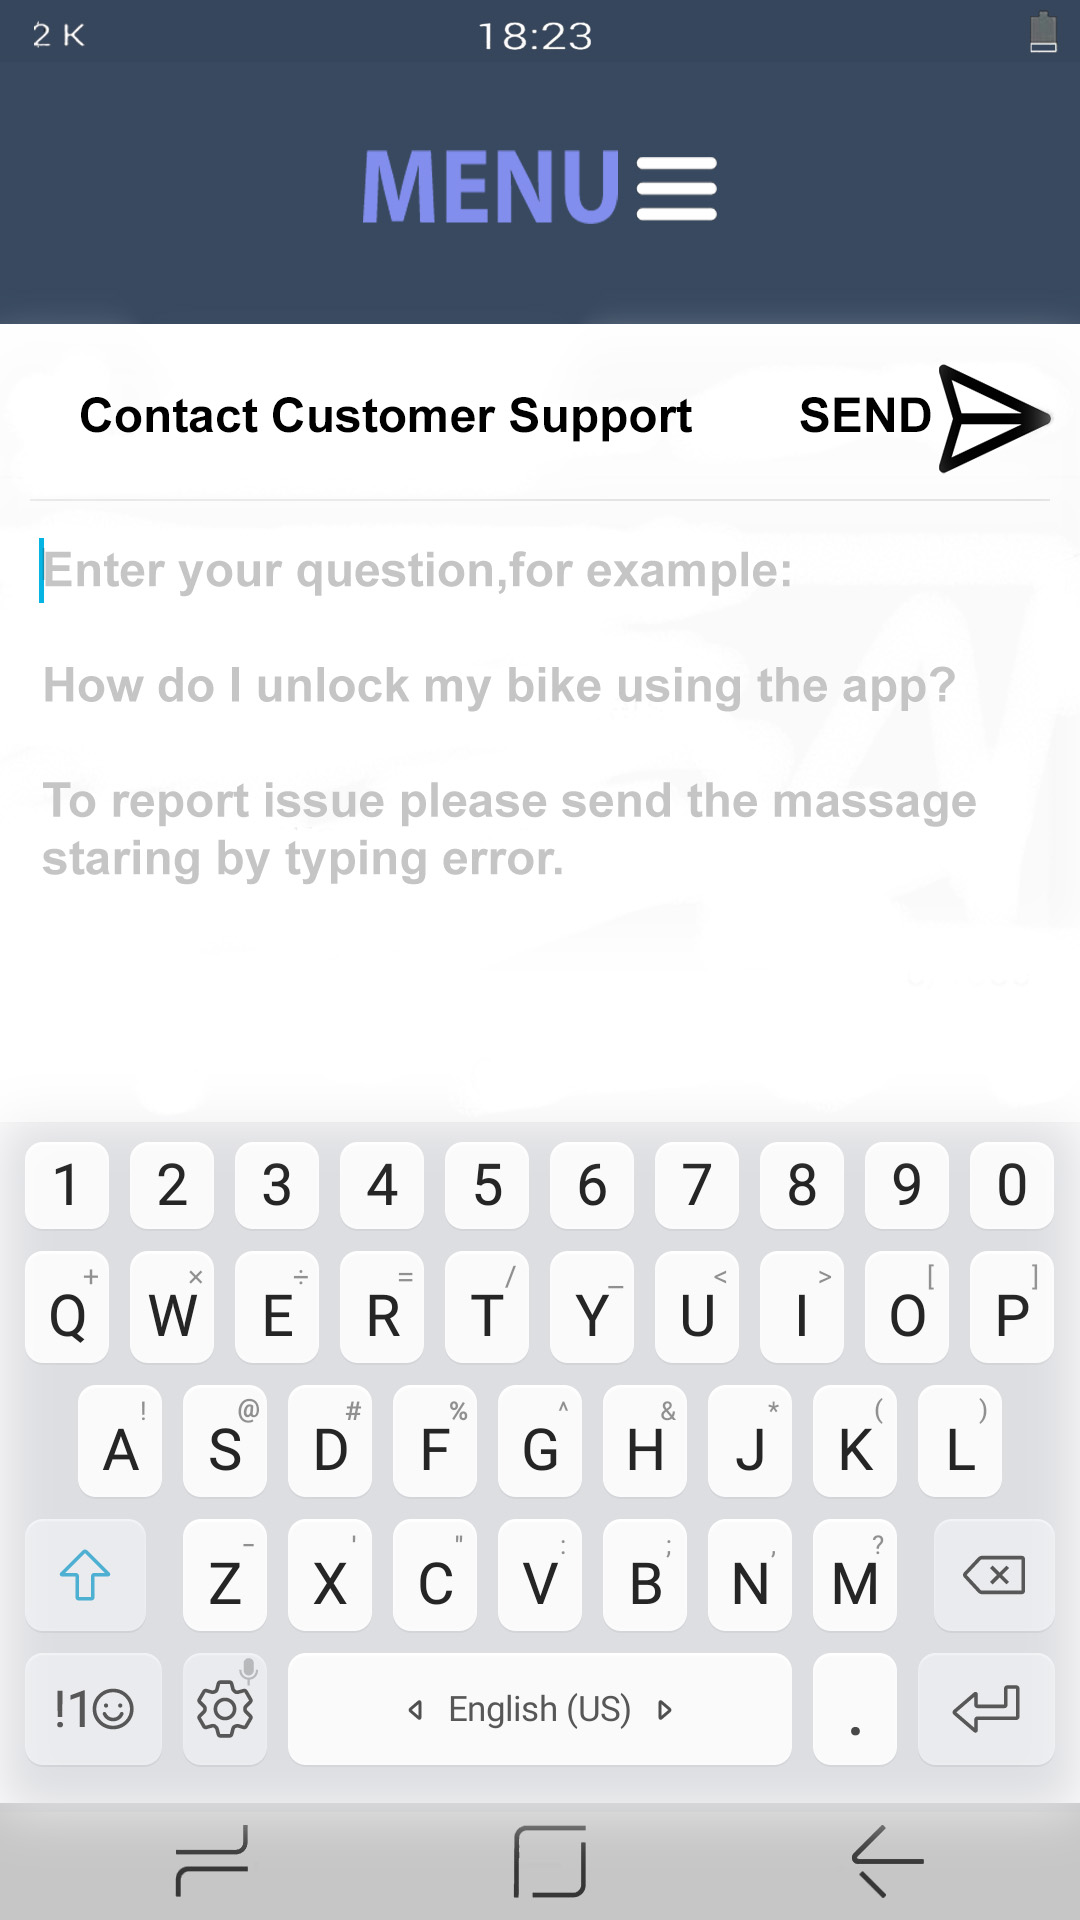 2 K 18:23
MENU
Contact Customer Support SEND
Enter your question,for example:
How do I unlock my bike using the app?
To report issue please send the massage
staring by typing error.
1 2 3 4 5 6 7 8 9 0
+ × ÷ = / _ < > [ ]
Q W E R T Y U I O P
! @ # % ^ & * ( )
A S D F G H J K L
- ' " : ; , ?
Z X C V B N M
!1 English (US) .